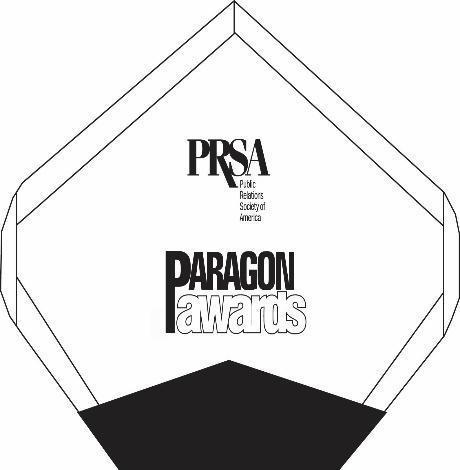 PRSA
Public
Relations
Society of
America
PARAGON
awards